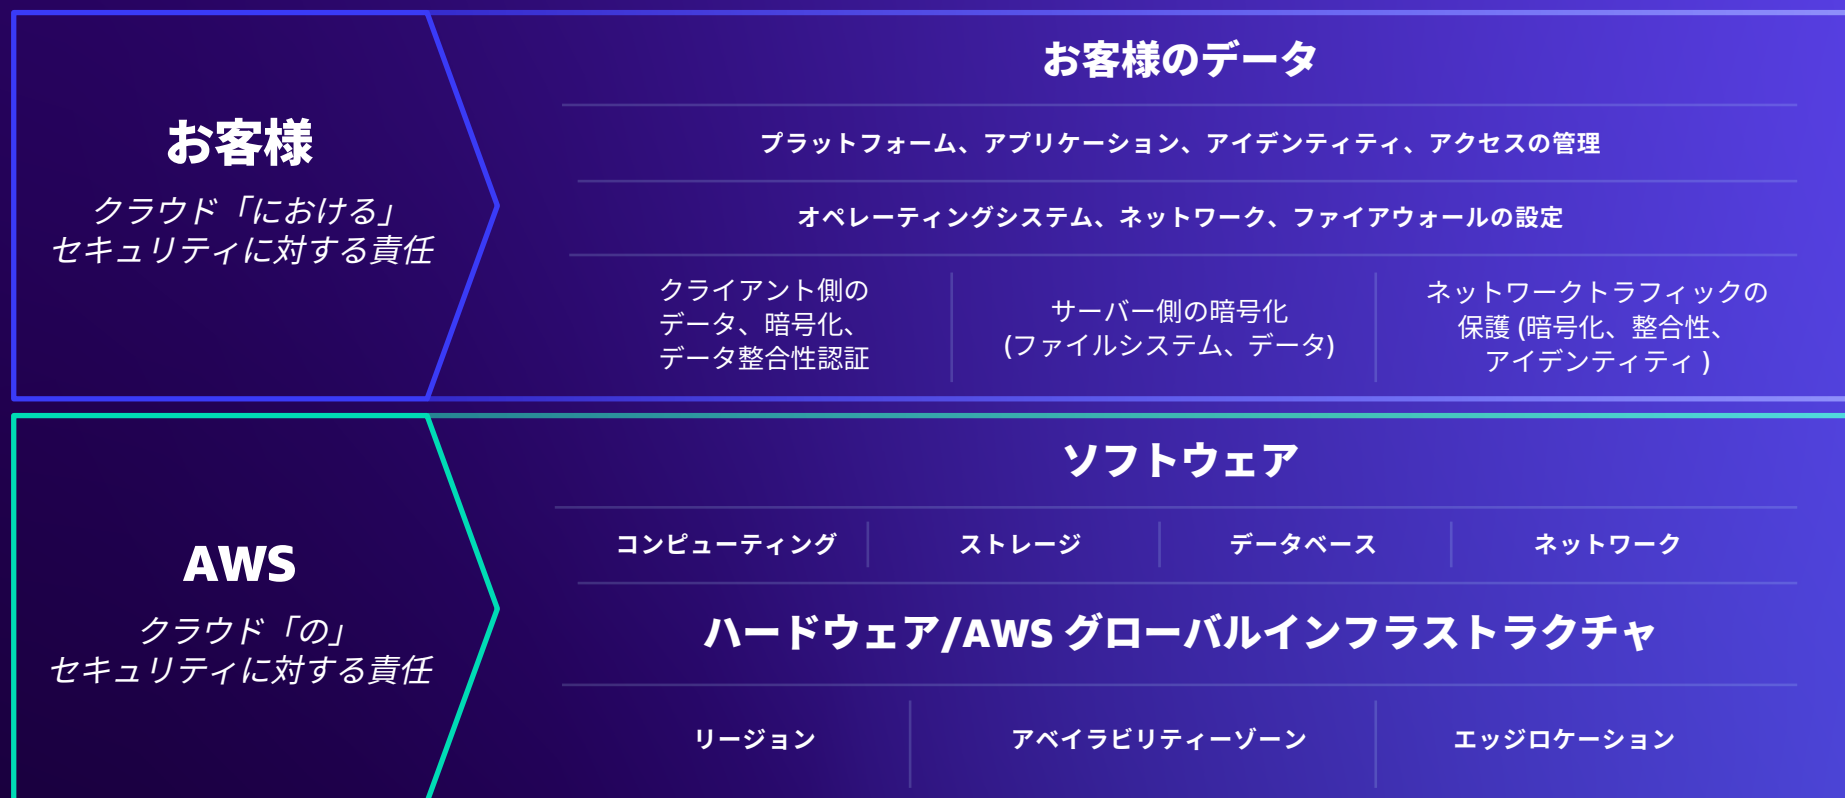 お客様
クラウド「における」
セキュリティに対する責任
お客様のデータ
プラットフォーム、アプリケーション、アイデンティティ、アクセスの管理
オペレーティングシステム、ネットワーク、ファイアウォールの設定
クライアント側の
データ、暗号化、
データ整合性認証
サーバー側の暗号化
(ファイルシステム、データ)
ネットワークトラフィックの
保護 (暗号化、整合性、
アイデンティティ )
AWS
クラウド「の」
セキュリティに対する責任
ソフトウェア
コンピューティング
ストレージ
データベース
ネットワーク
ハードウェア/AWS グローバルインフラストラクチャ
リージョン
アベイラビリティーゾーン
エッジロケーション